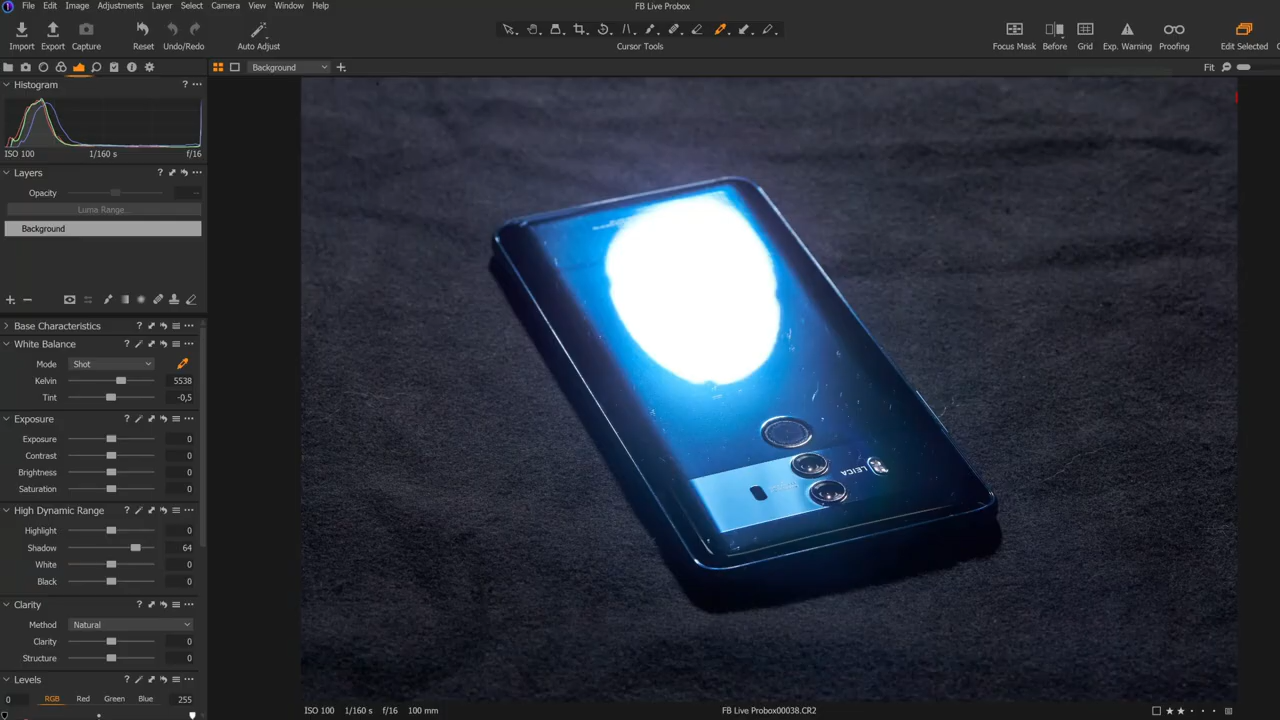 File Edit Image Adjustments Layer Select Camera View Window Help
FB Live Probox
Import Export Capture Reset Undo/Redo Auto Adjust
Cursor Tools
Focus Mask Before Grid Exp. Warning Proofing Edit Selected
Background
Fit
Histogram ?
ISO 100 1/160 s f/16
Layers ?
Opacity --
Luma Range...
Background
Base Characteristics ?
White Balance ?
Mode Shot
Kelvin 5538
Tint -0,5
Exposure ?
Exposure 0
Contrast 0
Brightness 0
Saturation 0
High Dynamic Range ?
Highlight 0
Shadow 64
White 0
Black 0
Clarity ?
Method Natural
Clarity 0
Structure 0
Levels
0 RGB Red Green Blue 255
LEICA
ISO 100 1/160 s f/16 100 mm
FB Live Probox00038.CR2